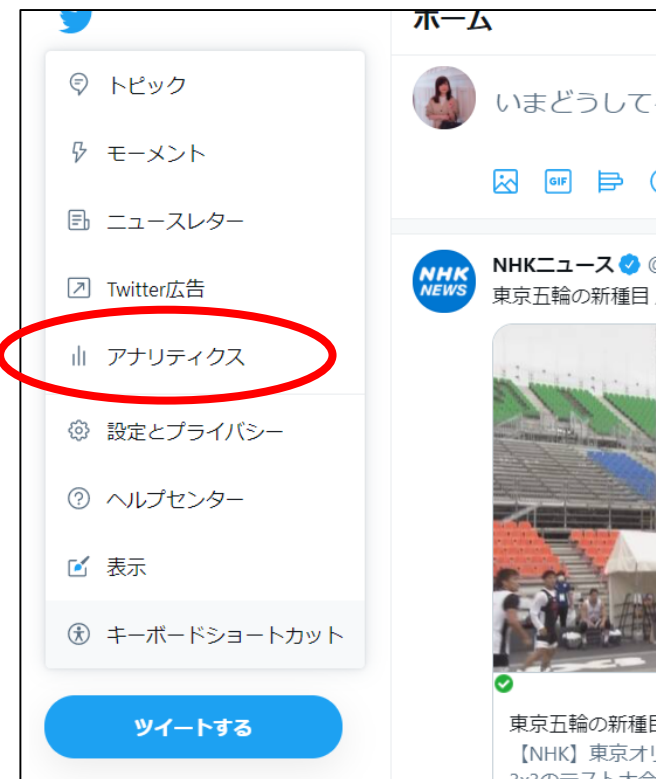 ホーム
トピック
いまどうして
モーメント
GIF
ニュースレター
NHKニュース @
NHK
NEWS
東京五輪の新種目
Twitter広告
アナリティクス
設定とプライバシー
ヘルプセンター
表示
キーボードショートカット
ツイートする
東京五輪の新種目
【NHK】東京オリ